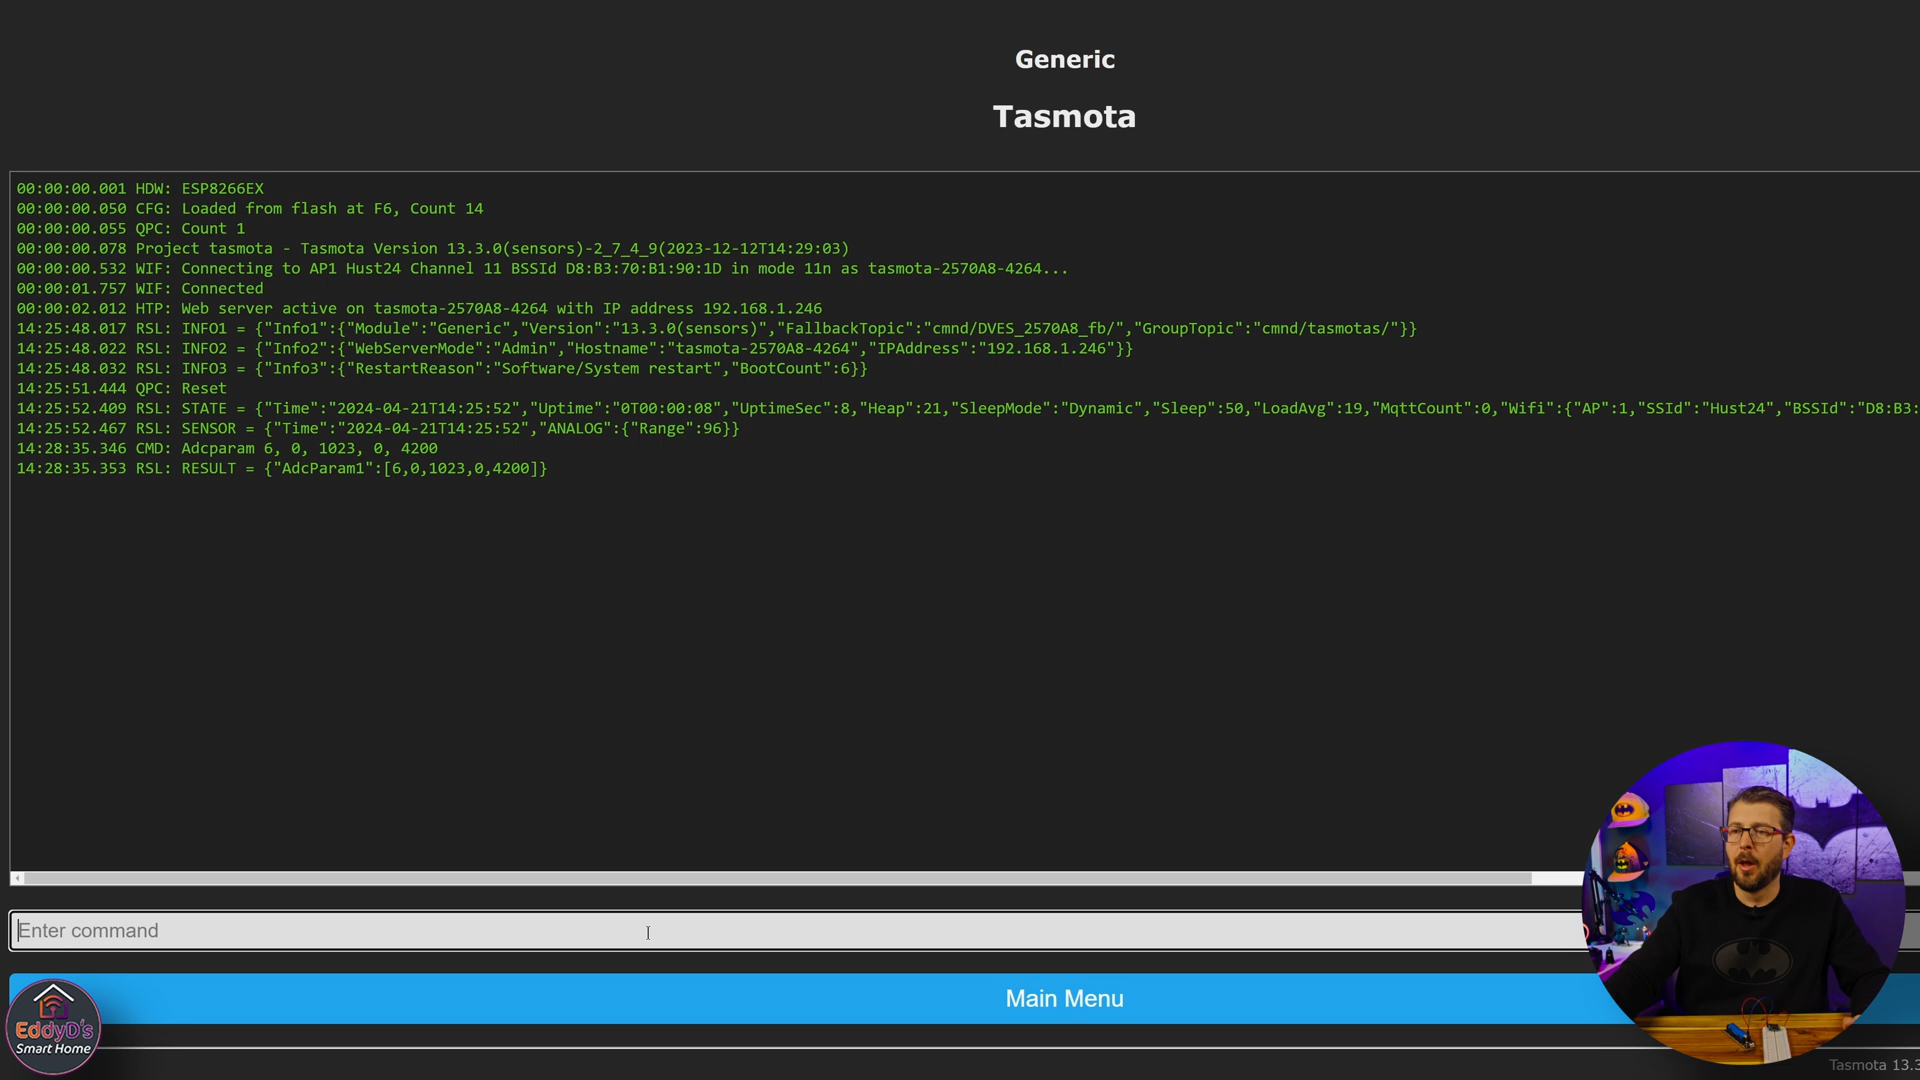 Generic
Tasmota
00:00:00.001 HDW: ESP8266EX
00:00:00.050 CFG: Loaded from flash at F6, Count 14
00:00:00.055 QPC: Count 1
00:00:00.078 Project tasmota - Tasmota Version 13.3.0(sensors)-2_7_4_9(2023-12-12T14:29:03)
00:00:00.532 WIF: Connecting to AP1 Hust24 Channel 11 BSSId D8:B3:70:B1:90:1D in mode 11n as tasmota-2570A8-4264...
00:00:01.757 WIF: Connected
00:00:02.012 HTP: Web server active on tasmota-2570A8-4264 with IP address 192.168.1.246
14:25:48.017 RSL: INFO1 = {"Info1":{"Module":"Generic","Version":"13.3.0(sensors)","FallbackTopic":"cmnd/DVES_2570A8_fb/","GroupTopic":"cmnd/tasmotas/"}}
14:25:48.022 RSL: INFO2 = {"Info2":{"WebServerMode":"Admin","Hostname":"tasmota-2570A8-4264","IPAddress":"192.168.1.246"}}
14:25:48.032 RSL: INFO3 = {"Info3":{"RestartReason":"Software/System restart","BootCount":6}}
14:25:51.444 QPC: Reset
14:25:52.409 RSL: STATE = {"Time":"2024-04-21T14:25:52","Uptime":"0T00:00:08","UptimeSec":8,"Heap":21,"SleepMode":"Dynamic","Sleep":50,"LoadAvg":19,"MqttCount":0,"Wifi":{"AP":1,"SSId":"Hust24","BSSId":"D8:B3:
14:25:52.467 RSL: SENSOR = {"Time":"2024-04-21T14:25:52","ANALOG":{"Range":96}}
14:28:35.346 CMD: Adcparam 6, 0, 1023, 0, 4200
14:28:35.353 RSL: RESULT = {"AdcParam1":[6,0,1023,0,4200]}
Enter command
Main Menu
EddyD's
Smart Home
Tasmota 13.3